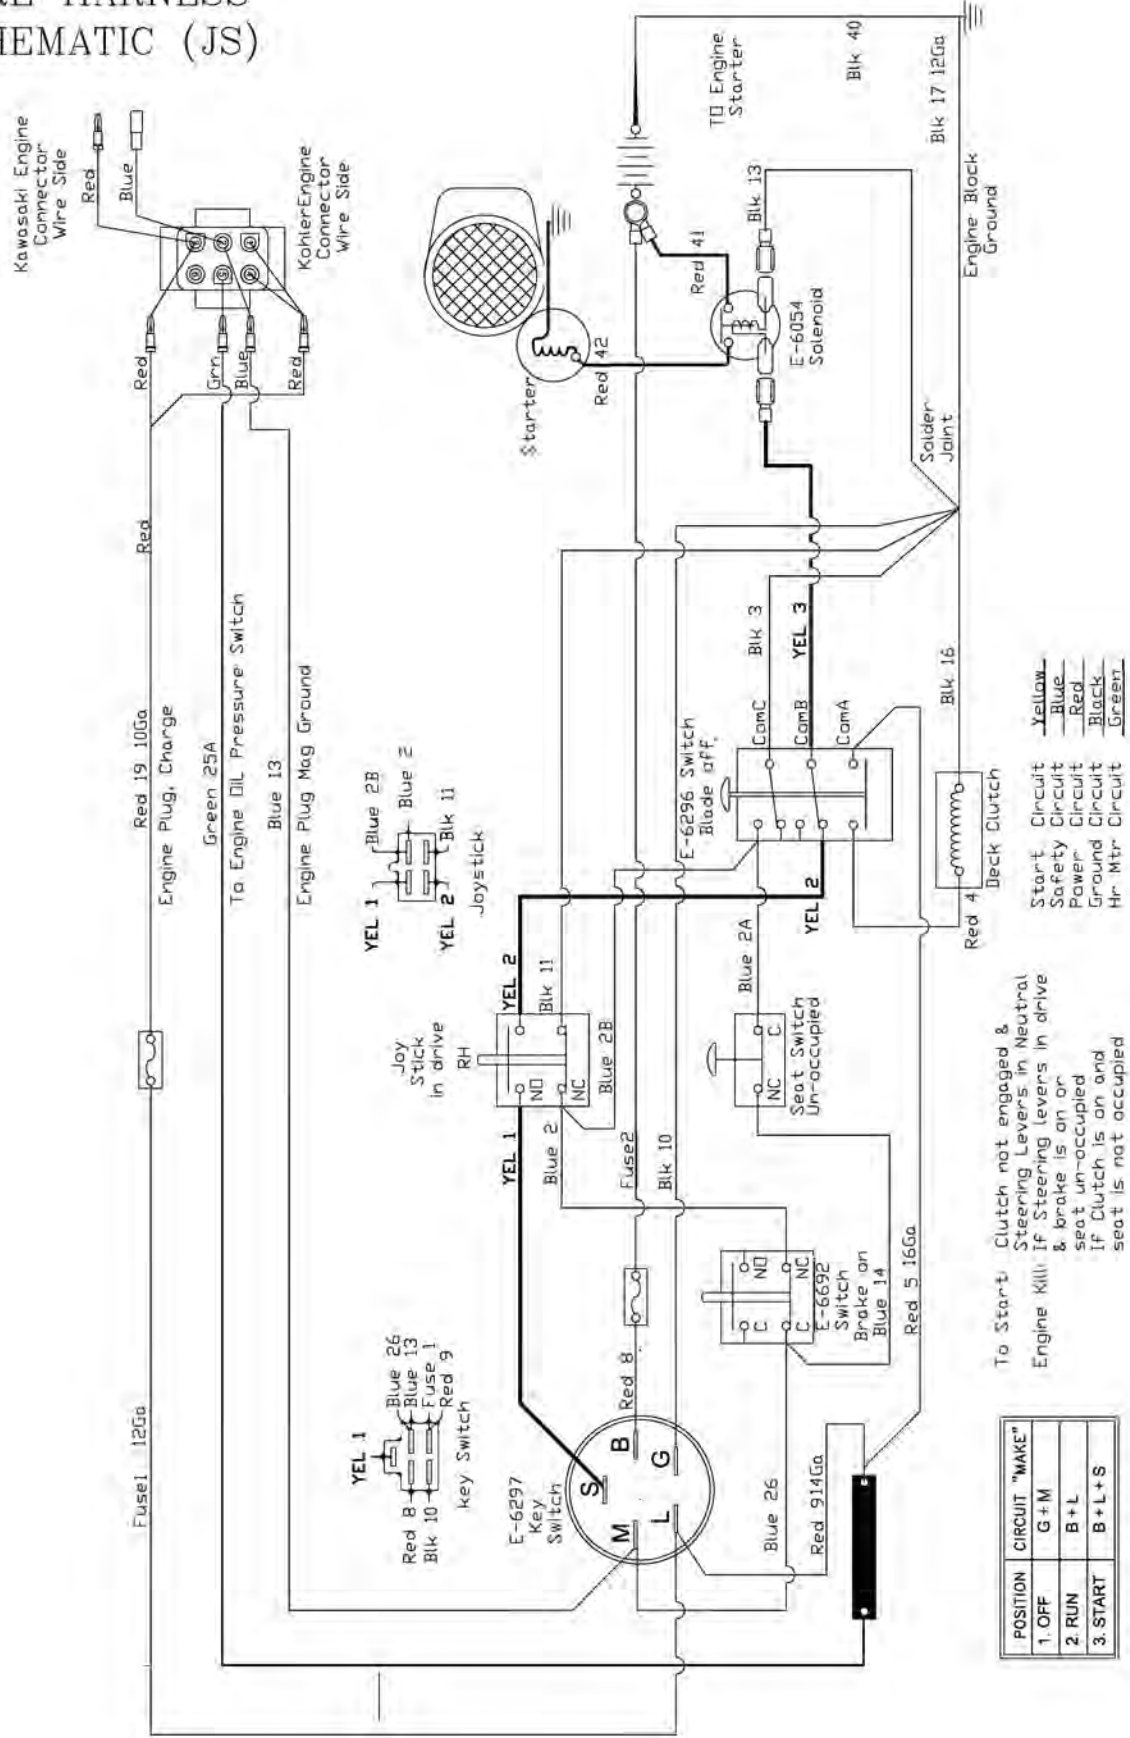 RE HARNESS
HEMATIC (JS)
Kawasaki Engine
Connector
Wire Side
Red
Blue
KohlerEngine
Connector
Wire Side
Red
Grn
Blue
Red
Red
Red 19 10Ga
Engine Plug, Charge
Green 25A
To Engine OIL Pressure Switch
Blue 13
Engine Plug Mag Ground
Fuse1 12Ga
Starter
Red 42
Red 41
TO Engine
Starter
Blk 40
Blk 17 12Ga
Blk 13
E-6054
Solenoid
Engine Block
Ground
Solder
Joint
YEL 1
Blue 2B
Blue 2
YEL 2
Blk 11
Joystick
Joy
Stick
in drive
RH
YEL 2
Blk 11
NO
NC
YEL 1
Blue 2
Blue 2B
Fuse2
Blk 10
Red 8
E-6296 Switch
Blade off.
ComC
ComB
ComA
Blk 3
YEL 3
Blk 16
YEL 2
Blue 2A
Red 4
Deck Clutch
C
NC
Seat Switch
Un-occupied
C
NO
C
NC
E-6692
Switch
Brake on
Blue 14
Red 5 16Ga
YEL 1
Blue 26
Blue 13
Fuse 1
Red 9
Red 8
Blk 10
key Switch
E-6297
Key
Switch
S
B
M
G
L
Blue 26
Red 914Ga
To Start: Clutch not engaged &
Steering Levers in Neutral
Engine Kill: If Steering levers in drive
& brake is on or
seat un-occupied
If Clutch is on and
seat is not occupied
Start Circuit Yellow
Safety Circuit Blue
Power Circuit Red
Ground Circuit Black
Hr Mtr Circuit Green
POSITION CIRCUIT "MAKE"
1. OFF G+M
2. RUN B+L
3. START B+L+S